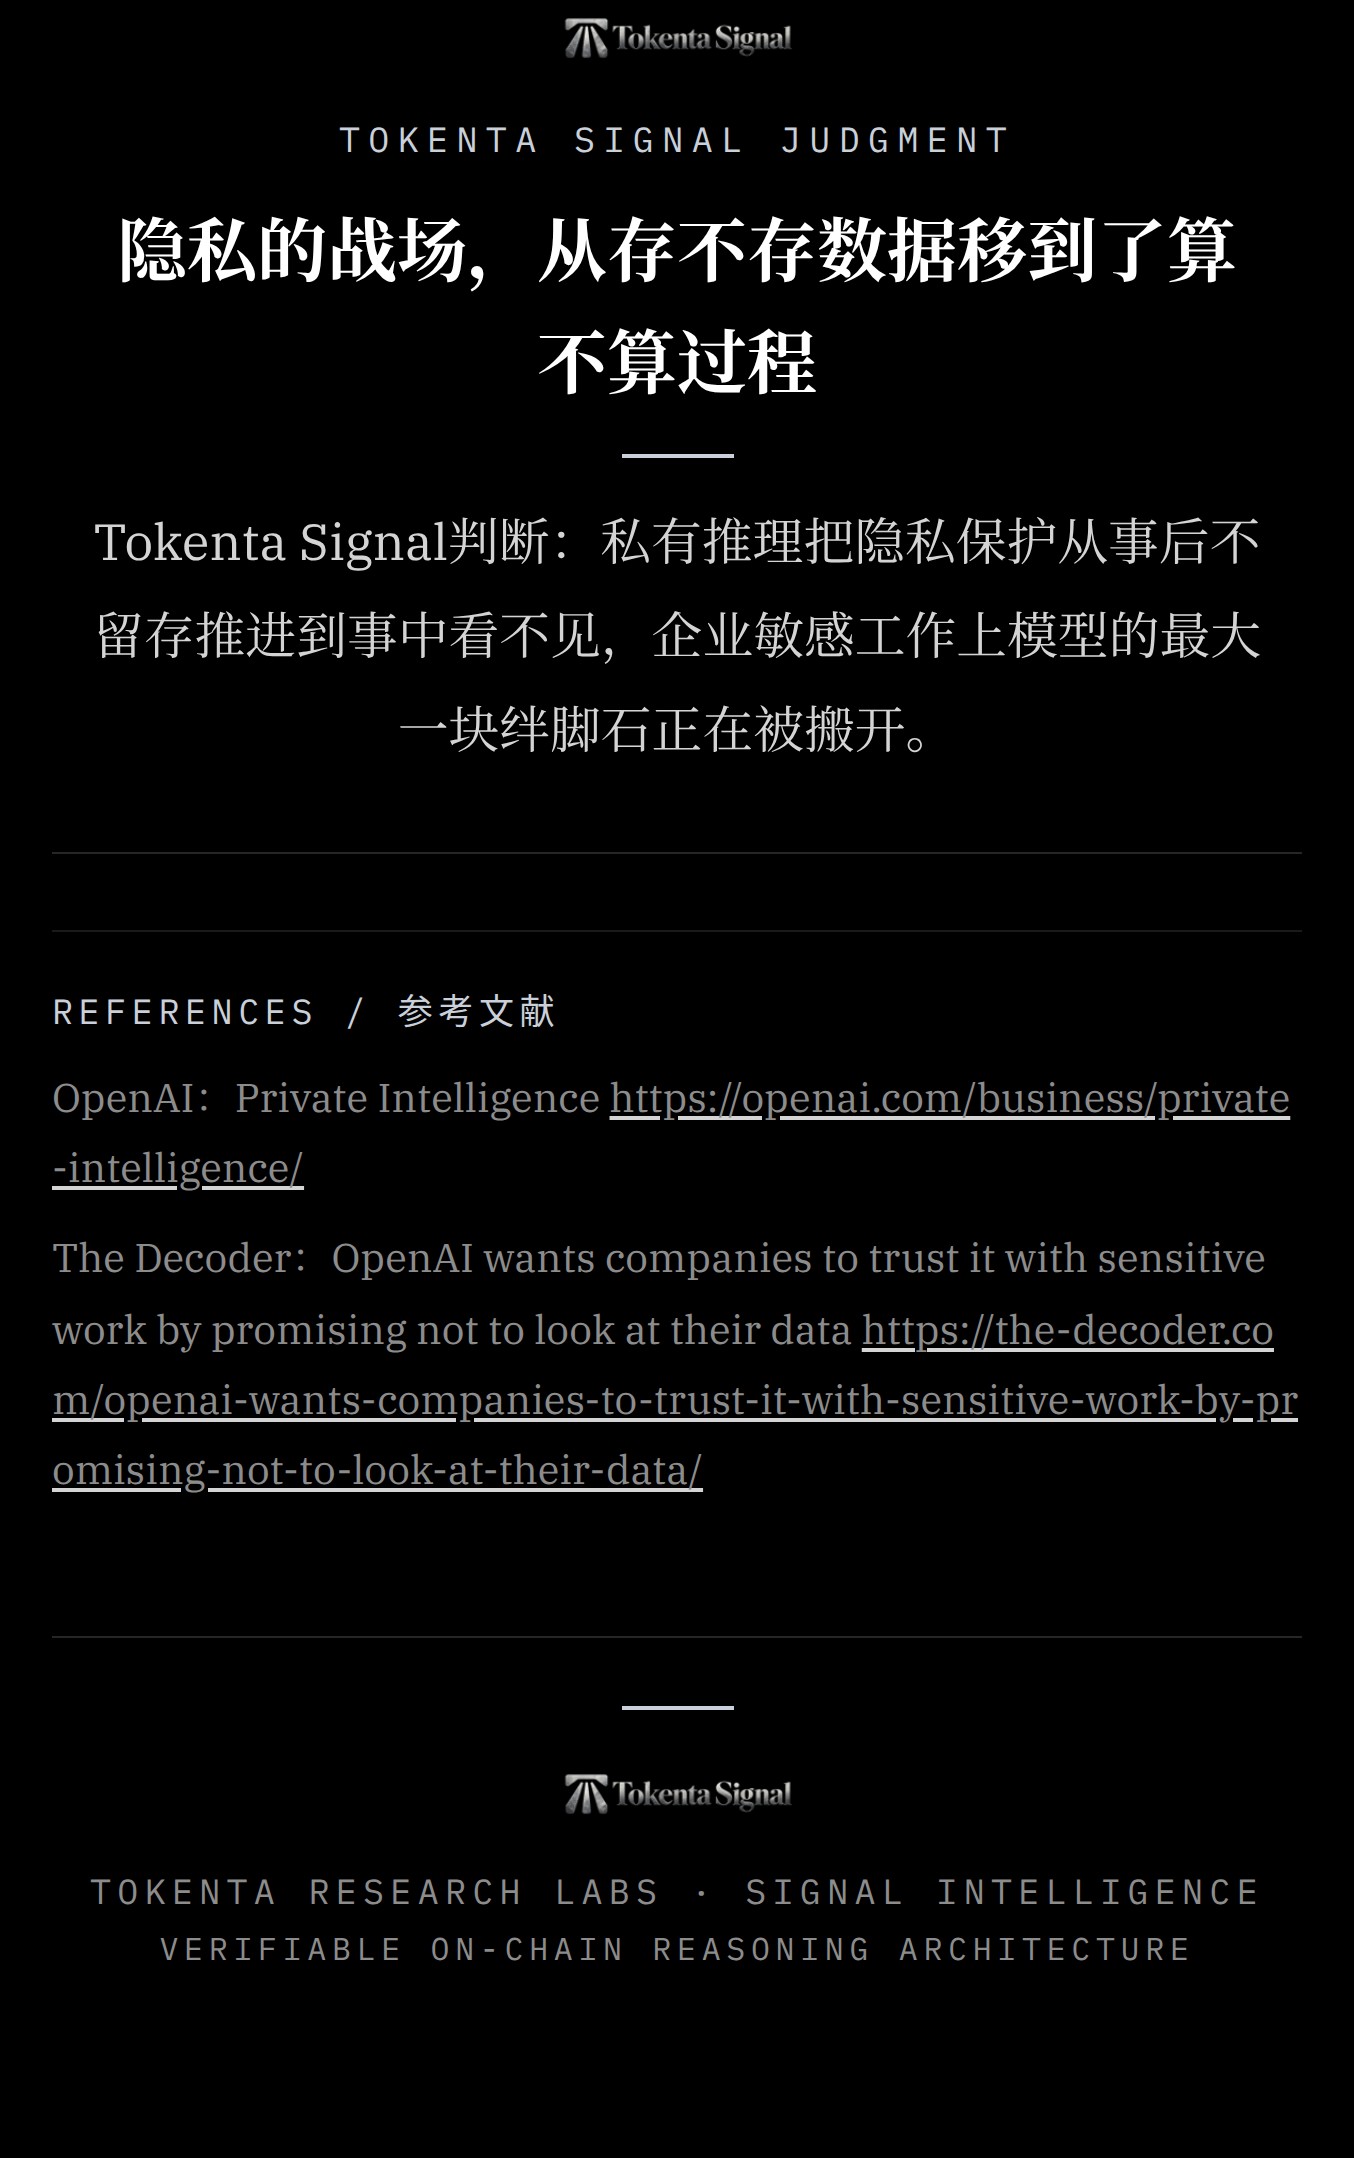 Tokenta Signal
TOKENTA SIGNAL JUDGMENT
隐私的战场，从存不存数据移到了算
不算过程
Tokenta Signal判断：私有推理把隐私保护从事后不
留存推进到事中看不见，企业敏感工作上模型的最大
一块绊脚石正在被搬开。
REFERENCES / 参考文献
OpenAI：Private Intelligence https://openai.com/business/private
-intelligence/
The Decoder：OpenAI wants companies to trust it with sensitive
work by promising not to look at their data https://the-decoder.co
m/openai-wants-companies-to-trust-it-with-sensitive-work-by-pr
omising-not-to-look-at-their-data/
Tokenta Signal
TOKENTA RESEARCH LABS · SIGNAL INTELLIGENCE
VERIFIABLE ON-CHAIN REASONING ARCHITECTURE